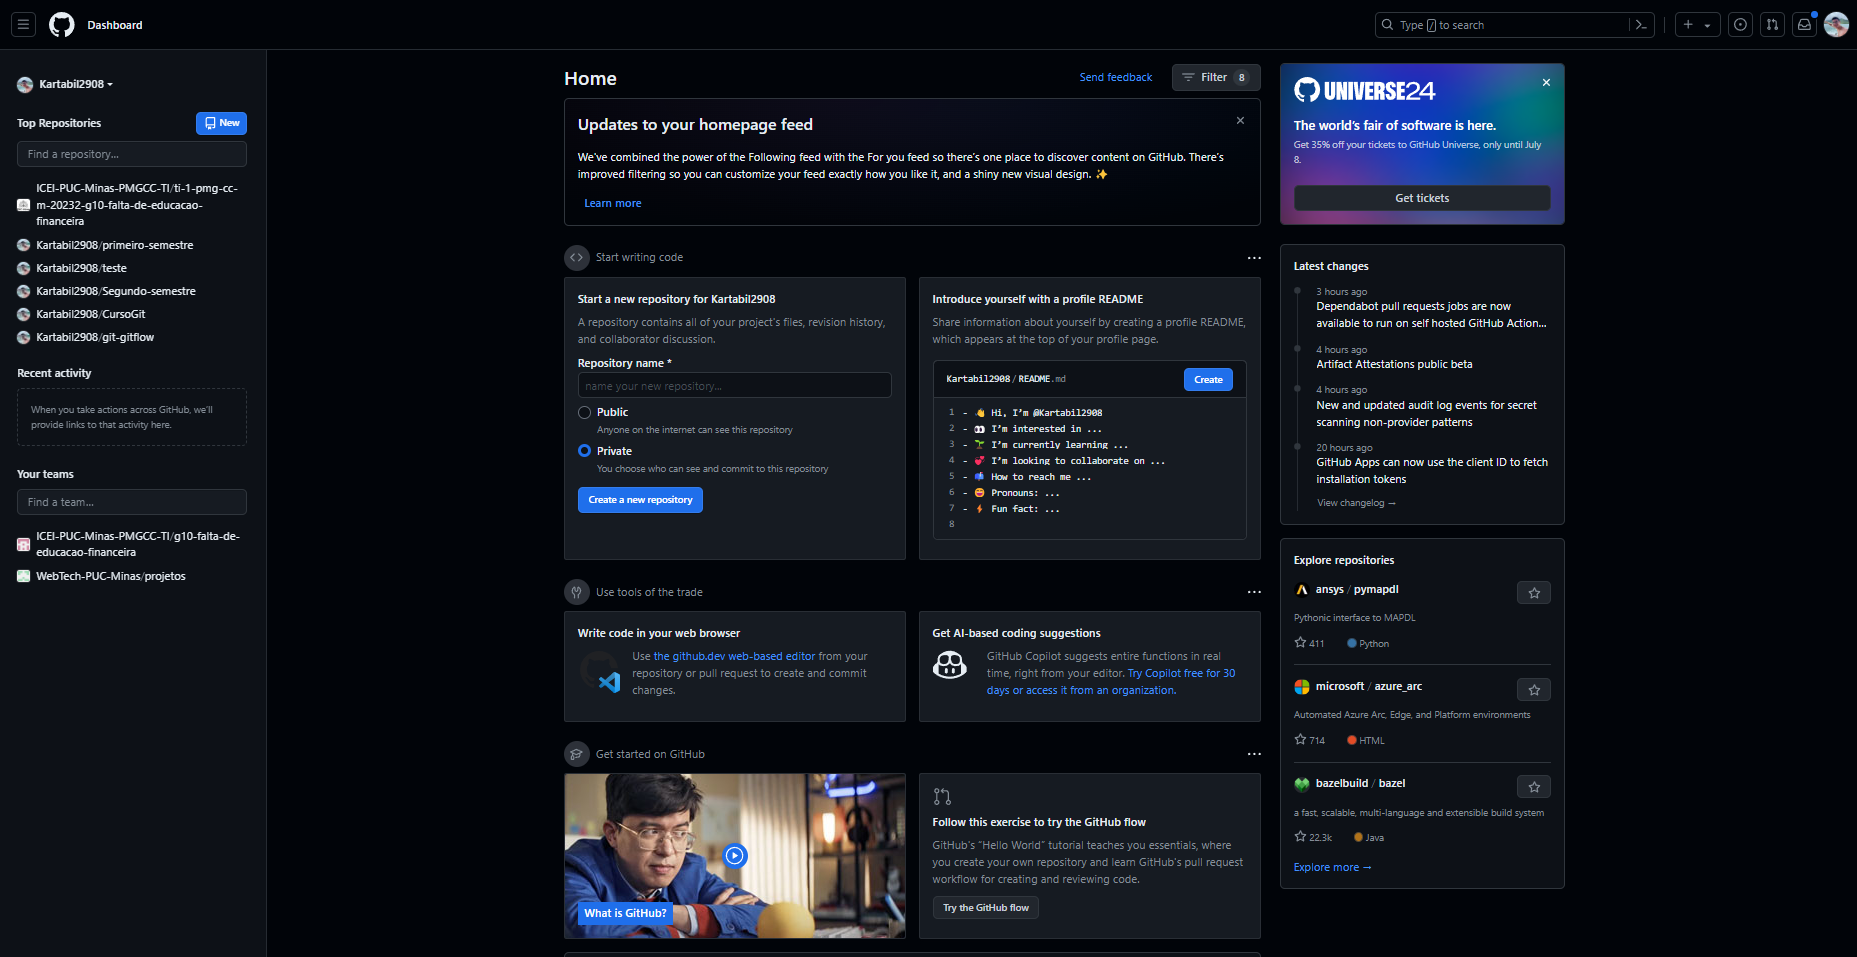 Dashboard
Type / to search
Kartabil2908
Top Repositories
New
Find a repository...
ICEI-PUC-Minas-PMGCC-TI/ti-1-pmg-cc-
m-20232-g10-falta-de-educacao-
financeira
Kartabil2908/primeiro-semestre
Kartabil2908/teste
Kartabil2908/Segundo-semestre
Kartabil2908/CursoGit
Kartabil2908/git-gitflow
Recent activity
When you take actions across GitHub, we'll
provide links to that activity here.
Your teams
Find a team...
ICEI-PUC-Minas-PMGCC-TI/g10-falta-de-
educacao-financeira
WebTech-PUC-Minas/projetos
Home
Send feedback
Filter 8
Updates to your homepage feed
We've combined the power of the Following feed with the For you feed so there's one place to discover content on GitHub. There's
improved filtering so you can customize your feed exactly how you like it, and a shiny new visual design. ✨
Learn more
Start writing code
Start a new repository for Kartabil2908
A repository contains all of your project's files, revision history,
and collaborator discussion.
Repository name *
name your new repository...
Public
Anyone on the internet can see this repository
Private
You choose who can see and commit to this repository
Create a new repository
Introduce yourself with a profile README
Share information about yourself by creating a profile README,
which appears at the top of your profile page.
Kartabil2908 / README.md
Create
1 - 👋 Hi, I'm @Kartabil2908
2 - 👀 I'm interested in ...
3 - 🌱 I'm currently learning ...
4 - 💞️ I'm looking to collaborate on ...
5 - 📫 How to reach me ...
6 - 😄 Pronouns: ...
7 - ⚡ Fun fact: ...
8
Use tools of the trade
Write code in your web browser
Use the github.dev web-based editor from your
repository or pull request to create and commit
changes.
Get AI-based coding suggestions
GitHub Copilot suggests entire functions in real
time, right from your editor. Try Copilot free for 30
days or access it from an organization.
Get started on GitHub
What is GitHub?
Follow this exercise to try the GitHub flow
GitHub's "Hello World" tutorial teaches you essentials, where
you create your own repository and learn GitHub's pull request
workflow for creating and reviewing code.
Try the GitHub flow
UNIVERSE24
The world's fair of software is here.
Get 35% off your tickets to GitHub Universe, only until July
8.
Get tickets
Latest changes
3 hours ago
Dependabot pull requests jobs are now
available to run on self hosted GitHub Action...
4 hours ago
Artifact Attestations public beta
4 hours ago
New and updated audit log events for secret
scanning non-provider patterns
20 hours ago
GitHub Apps can now use the client ID to fetch
installation tokens
View changelog →
Explore repositories
ansys / pymapdl
Pythonic interface to MAPDL
411 Python
microsoft / azure_arc
Automated Azure Arc, Edge, and Platform environments
714 HTML
bazelbuild / bazel
a fast, scalable, multi-language and extensible build system
22.3k Java
Explore more →